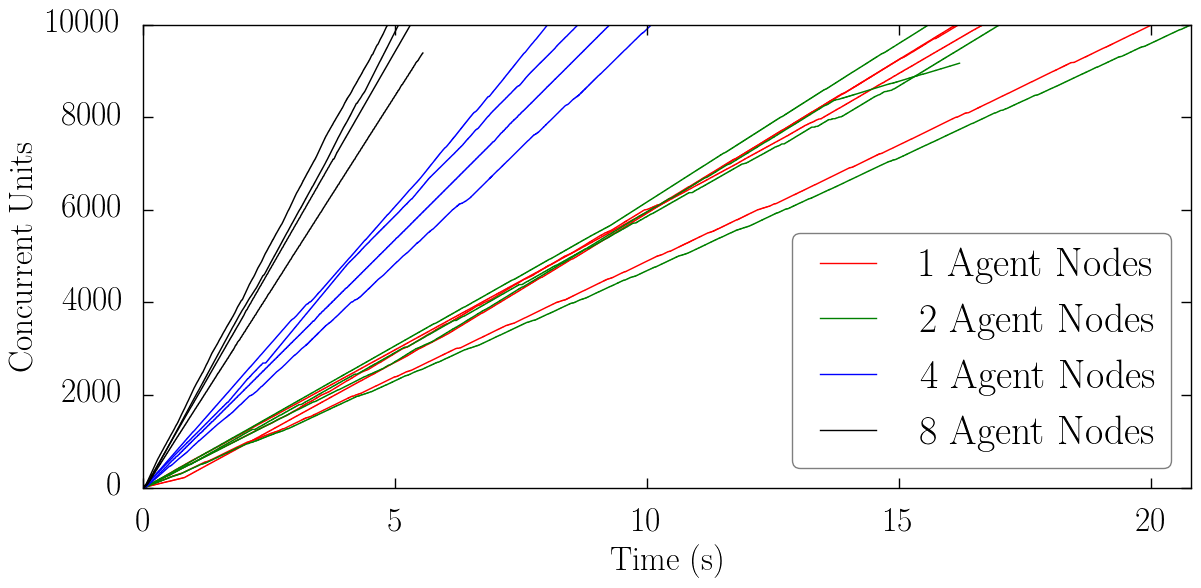 10000
8000
6000
4000
2000
0
Concurrent Units
0 5 10 15 20
Time (s)
1 Agent Nodes
2 Agent Nodes
4 Agent Nodes
8 Agent Nodes